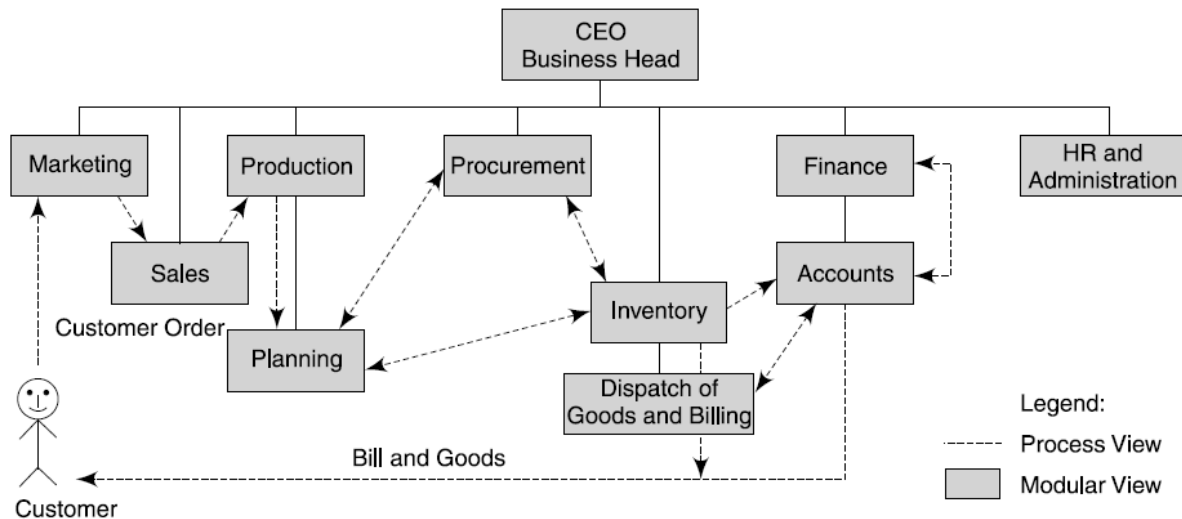 CEO
Business Head
Marketing
Production
Procurement
Finance
HR and
Administration
Sales
Accounts
Customer Order
Inventory
Planning
Dispatch of
Goods and Billing
Legend:
Process View
Bill and Goods
Modular View
Customer